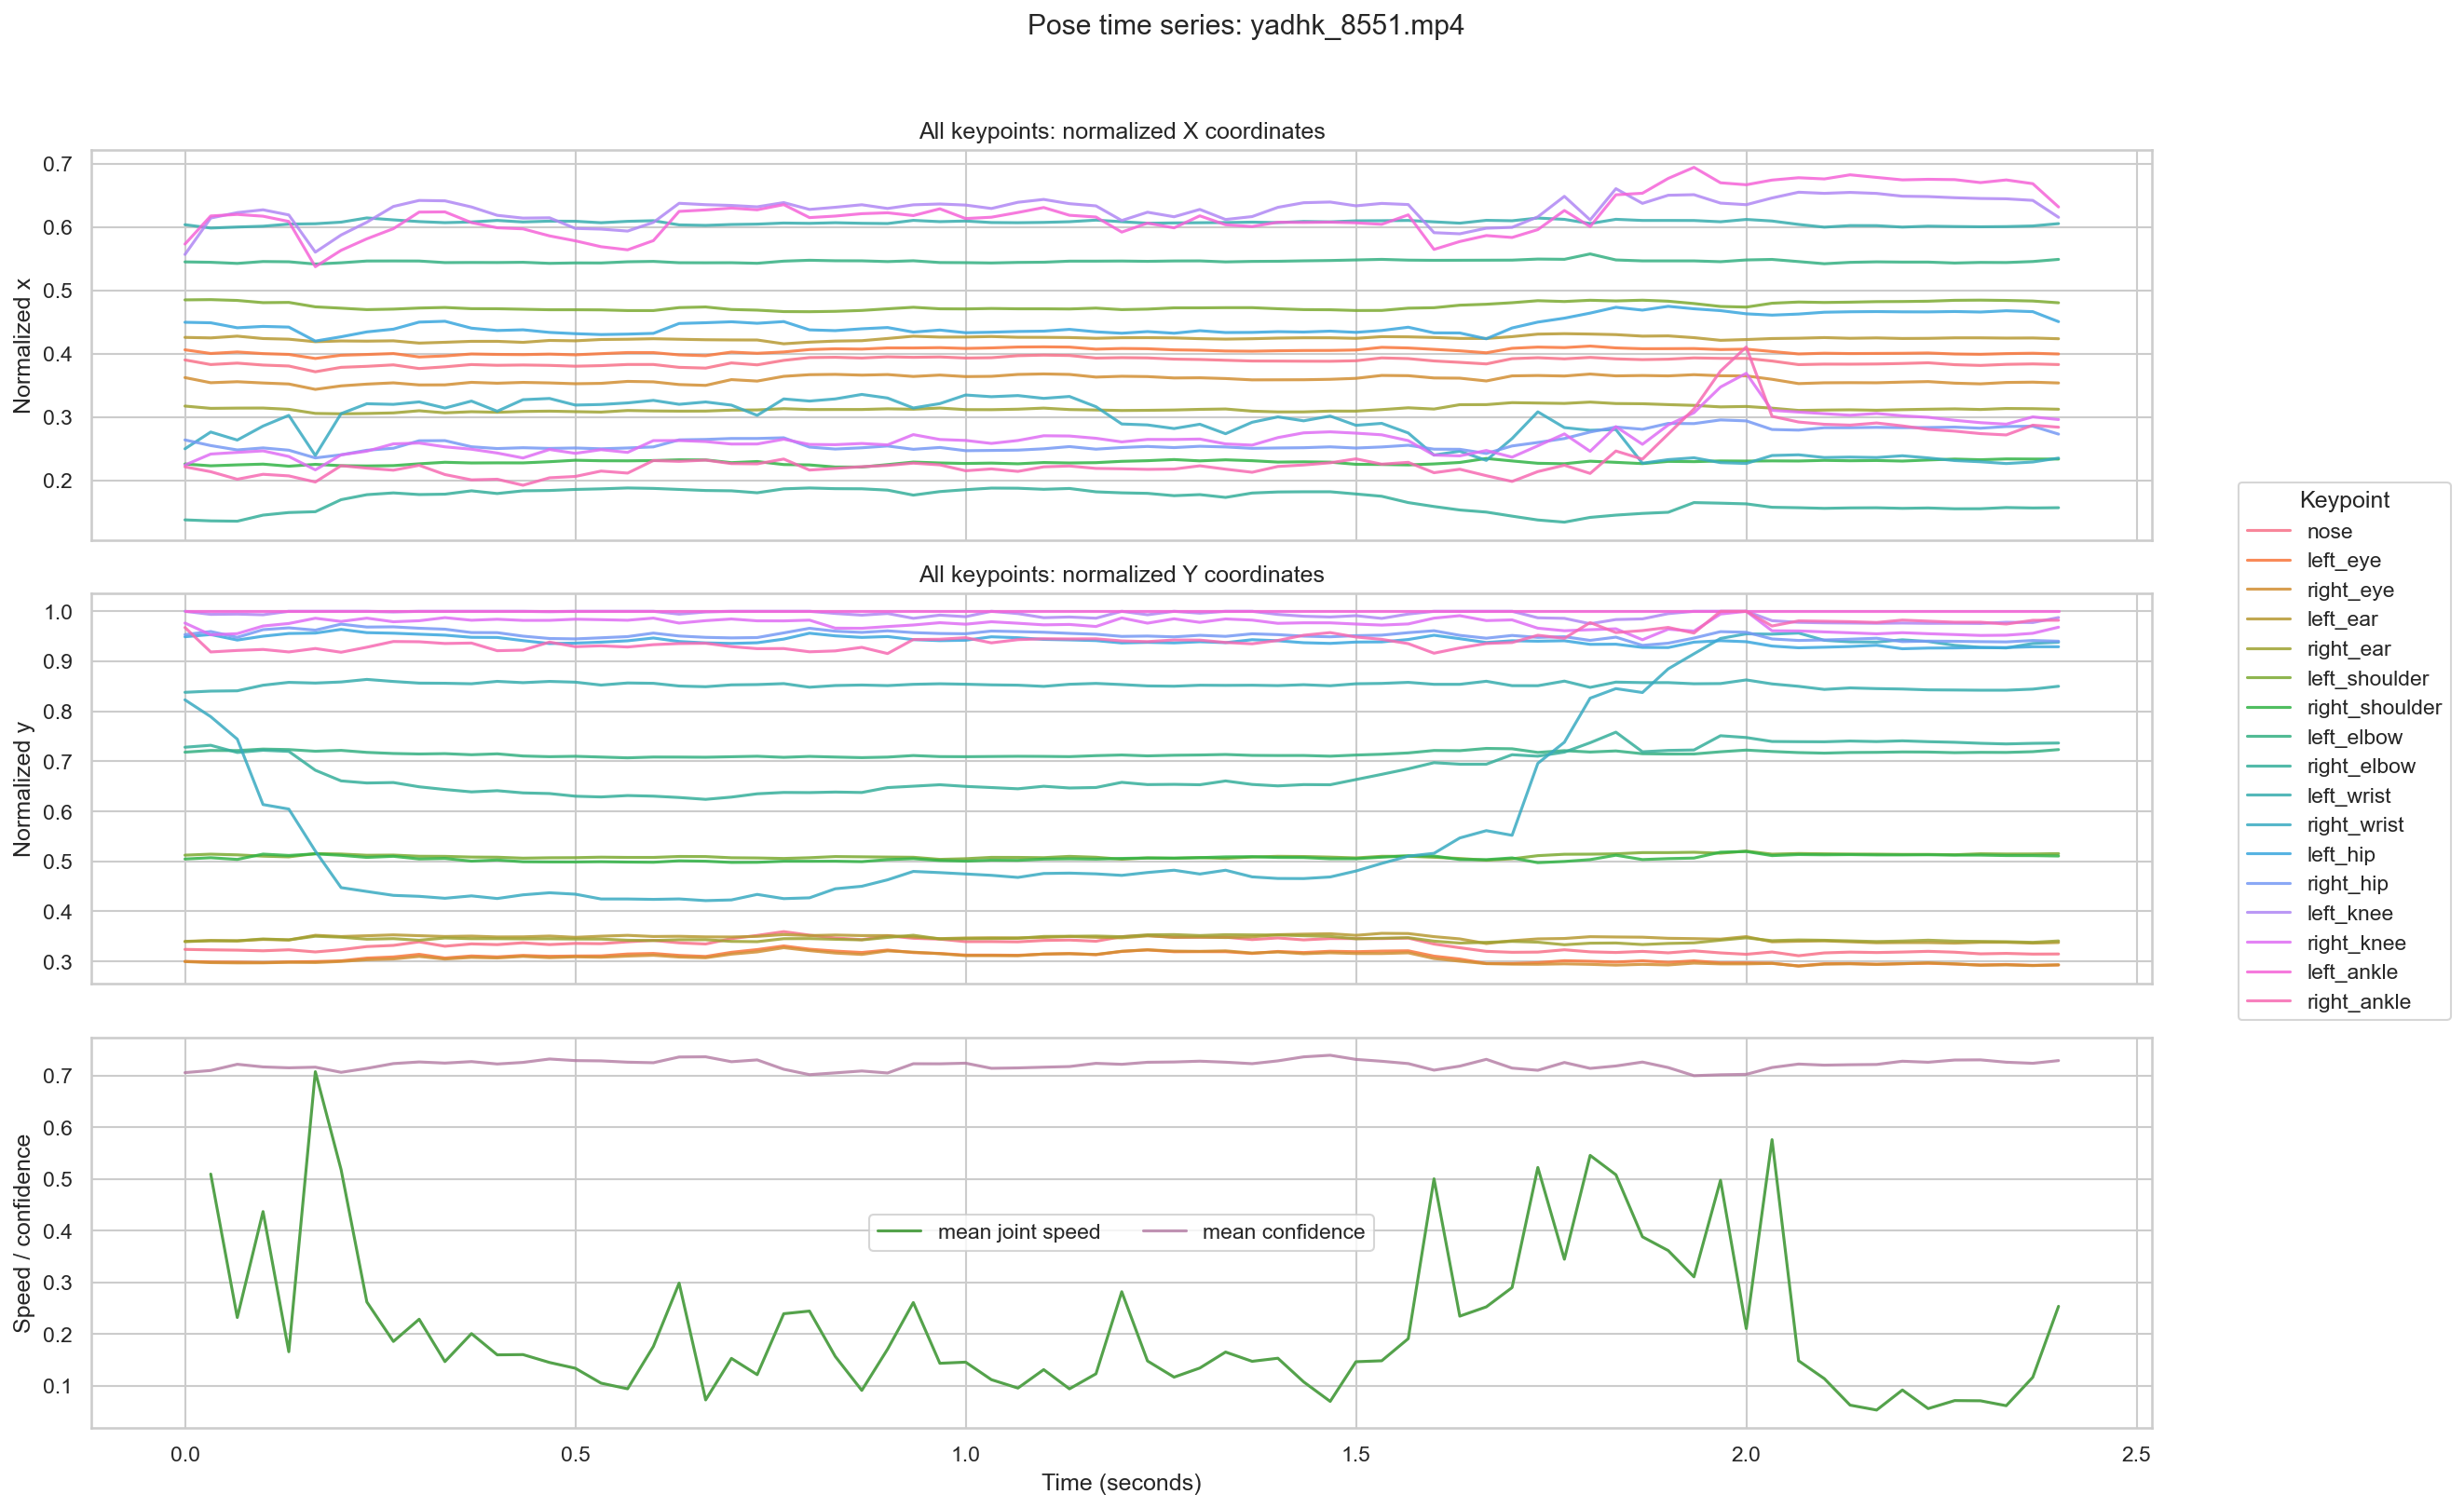 Pose time series: yadhk_8551.mp4
All keypoints: normalized X coordinates
0.7
0.6
0.5
0.4
0.3
0.2
Normalized x
All keypoints: normalized Y coordinates
1.0
0.9
0.8
0.7
0.6
0.5
0.4
0.3
Normalized y
Keypoint
nose
left_eye
right_eye
left_ear
right_ear
left_shoulder
right_shoulder
left_elbow
right_elbow
left_wrist
right_wrist
left_hip
right_hip
left_knee
right_knee
left_ankle
right_ankle
0.7
0.6
0.5
0.4
0.3
0.2
0.1
Speed / confidence
mean joint speed mean confidence
0.0 0.5 1.0 1.5 2.0 2.5
Time (seconds)